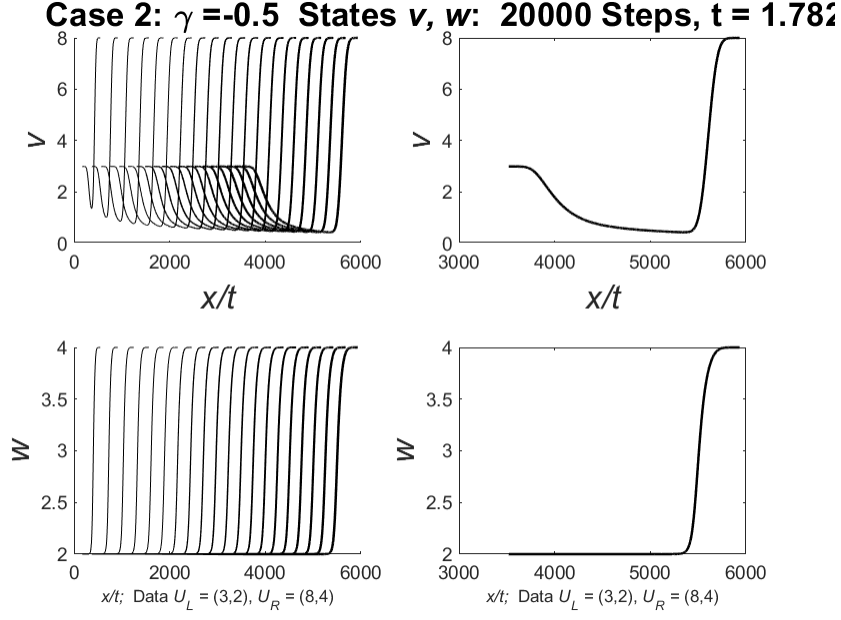 Case 2: γ =-0.5 States v, w: 20000 Steps, t = 1.782
8
6
4
2
0
v
0 2000 4000 6000
x/t
8
6
4
2
0
v
3000 4000 5000 6000
x/t
4
3.5
3
2.5
2
w
0 2000 4000 6000
x/t; Data U_L = (3,2), U_R = (8,4)
4
3.5
3
2.5
2
w
3000 4000 5000 6000
x/t; Data U_L = (3,2), U_R = (8,4)